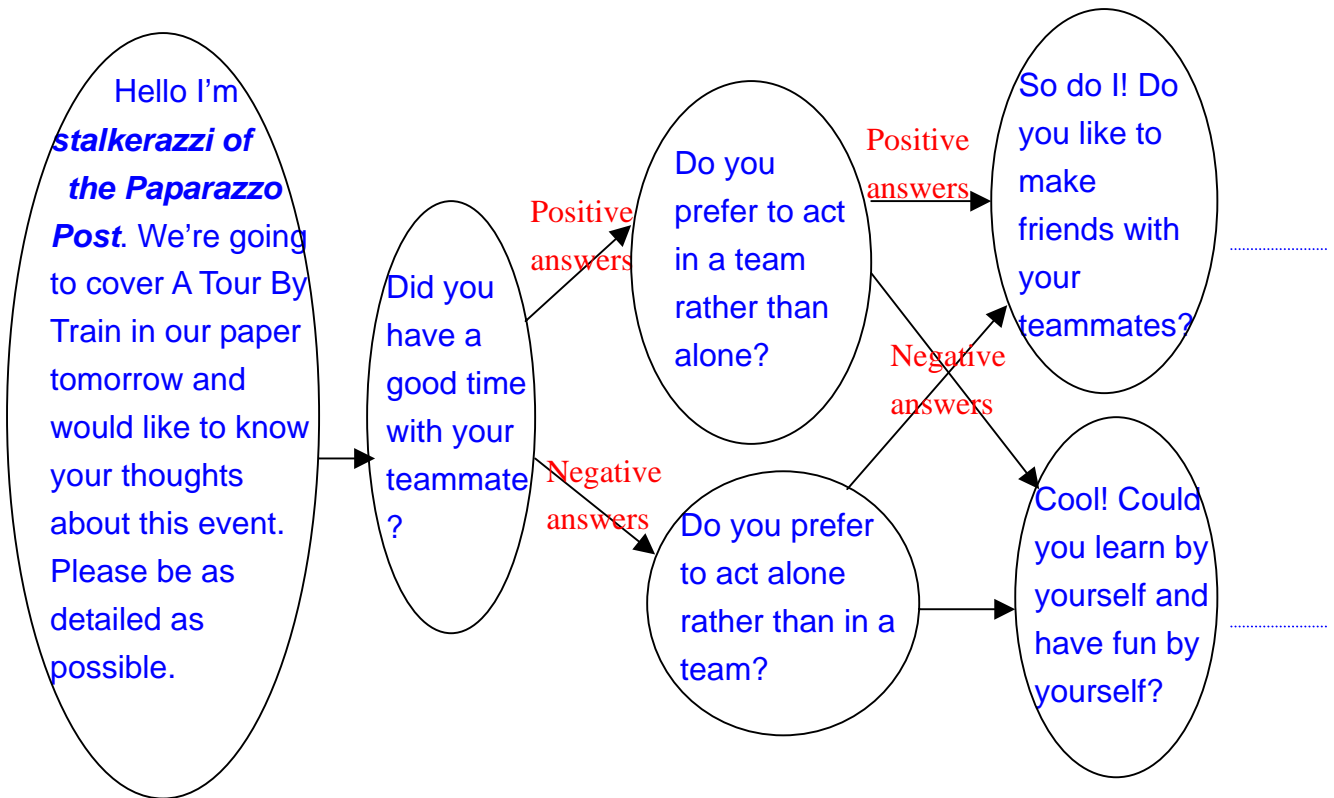 Hello I'm
stalkerazzi of
the Paparazzo
Post. We're going
to cover A Tour By
Train in our paper
tomorrow and
would like to know
your thoughts
about this event.
Please be as
detailed as
possible.
Did you
have a
good time
with your
teammate
?
Positive
answers
Negative
answers
Do you
prefer to act
in a team
rather than
alone?
Do you prefer
to act alone
rather than in a
team?
Positive
answers
Negative
answers
So do I! Do
you like to
make
friends with
your
teammates?
Cool! Could
you learn by
yourself and
have fun by
yourself?